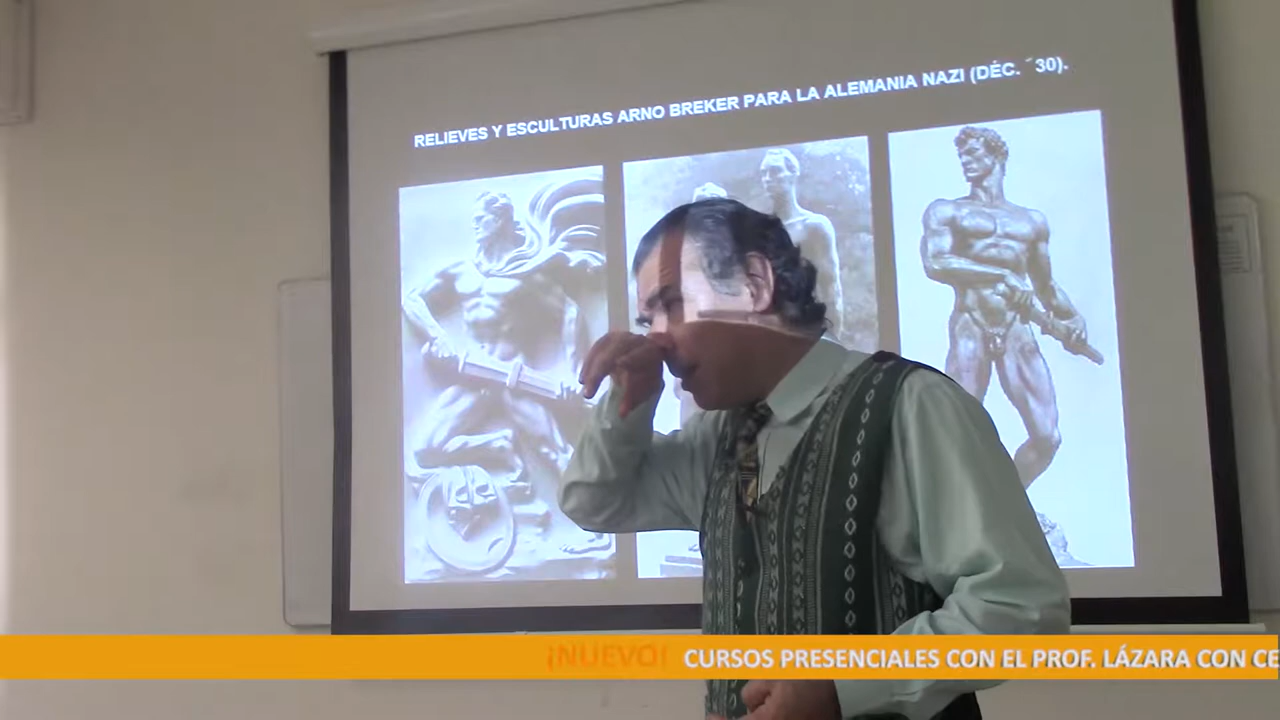 RELIEVES Y ESCULTURAS ARNO BREKER PARA LA ALEMANIA NAZI (DÉC. ´30).
¡NUEVO! CURSOS PRESENCIALES CON EL PROF. LÁZARA CON CE